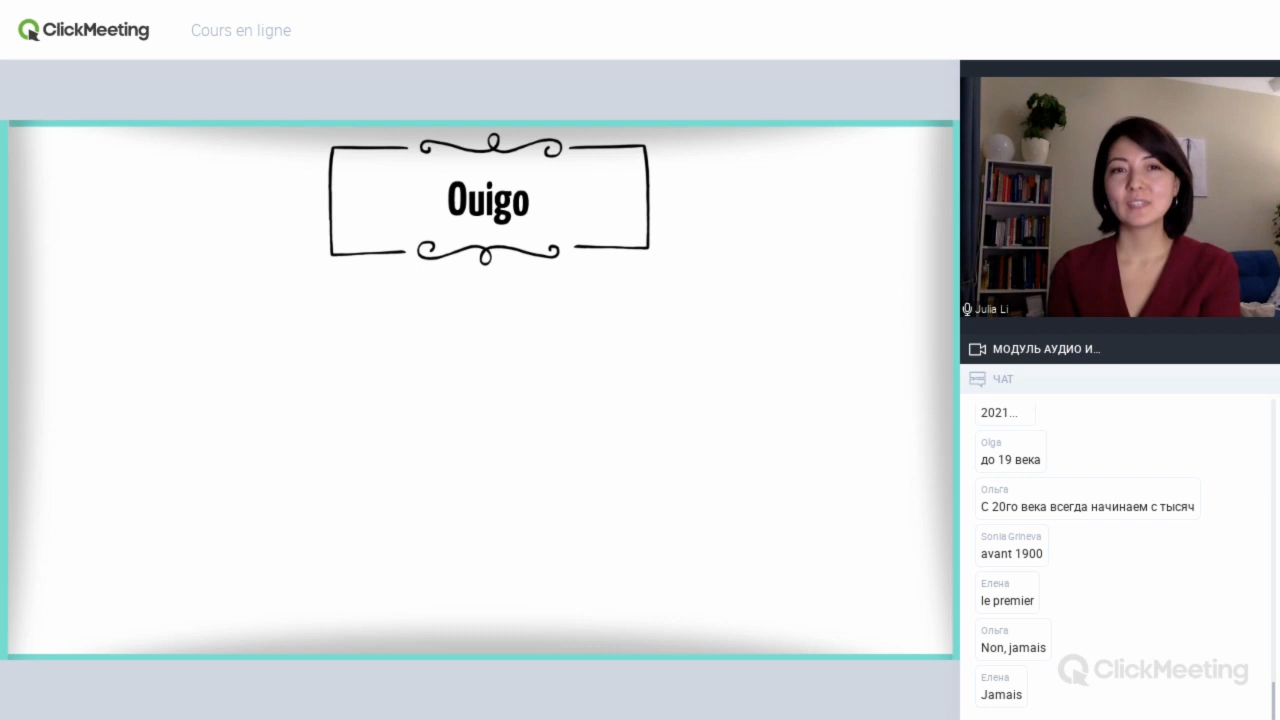 ClickMeeting
Cours en ligne
Ouigo
Julia Li
МОДУЛЬ АУДИО И...
ЧАТ
2021...
Olga
до 19 века
Ольга
С 20го века всегда начинаем с тысяч
Sonia Grineva
avant 1900
Елена
le premier
Ольга
Non, jamais
Елена
Jamais
ClickMeeting